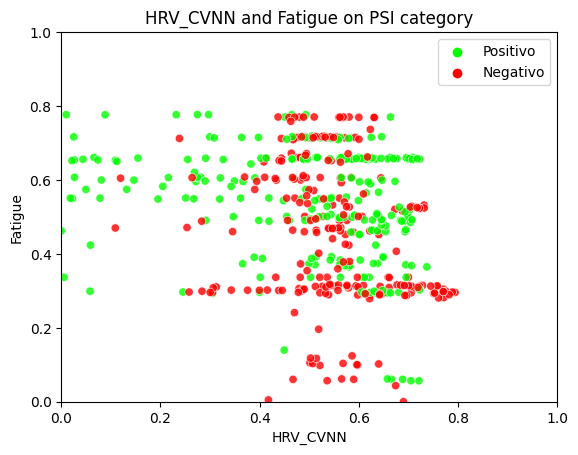 HRV_CVNN and Fatigue on PSI category
Positivo
Negativo
Fatigue
1.0
0.8
0.6
0.4
0.2
0.0
0.0 0.2 0.4 0.6 0.8 1.0
HRV_CVNN